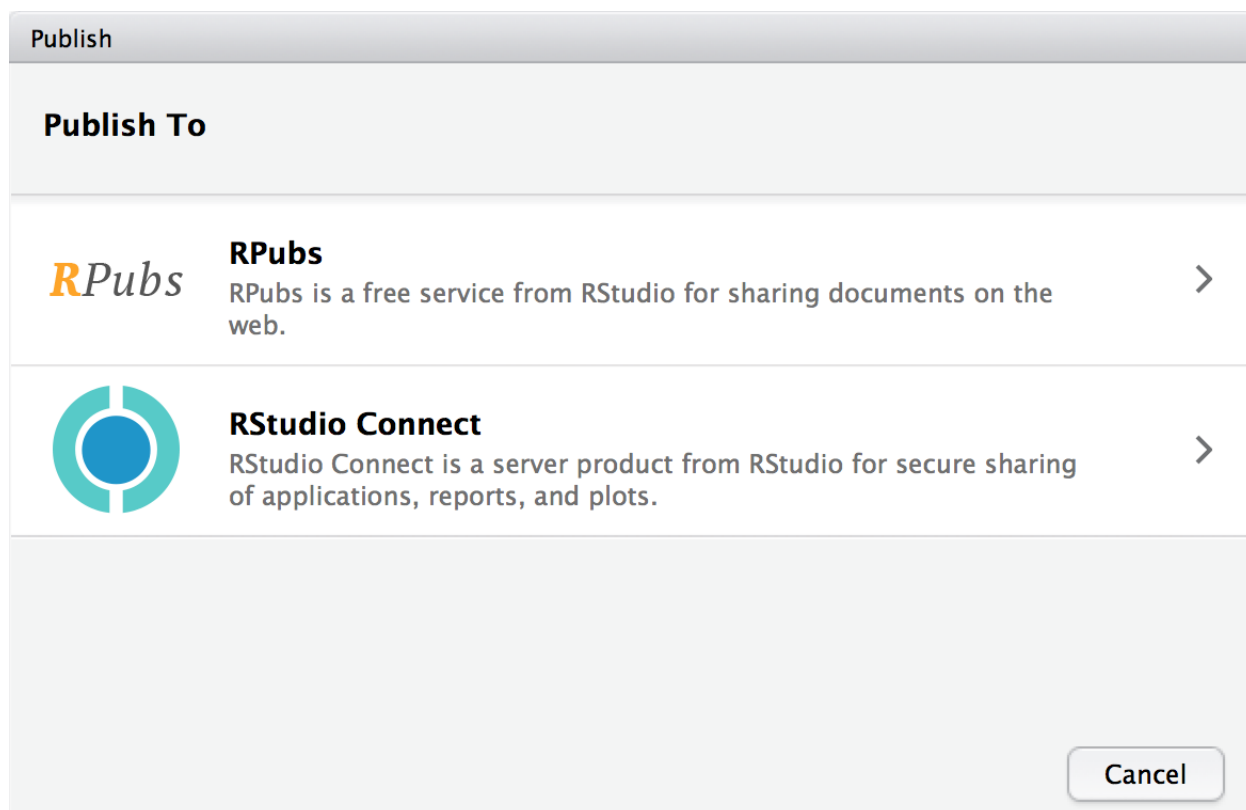 Publish
Publish To
RPubs
RPubs
RPubs is a free service from RStudio for sharing documents on the
web.
RStudio Connect
RStudio Connect is a server product from RStudio for secure sharing
of applications, reports, and plots.
Cancel